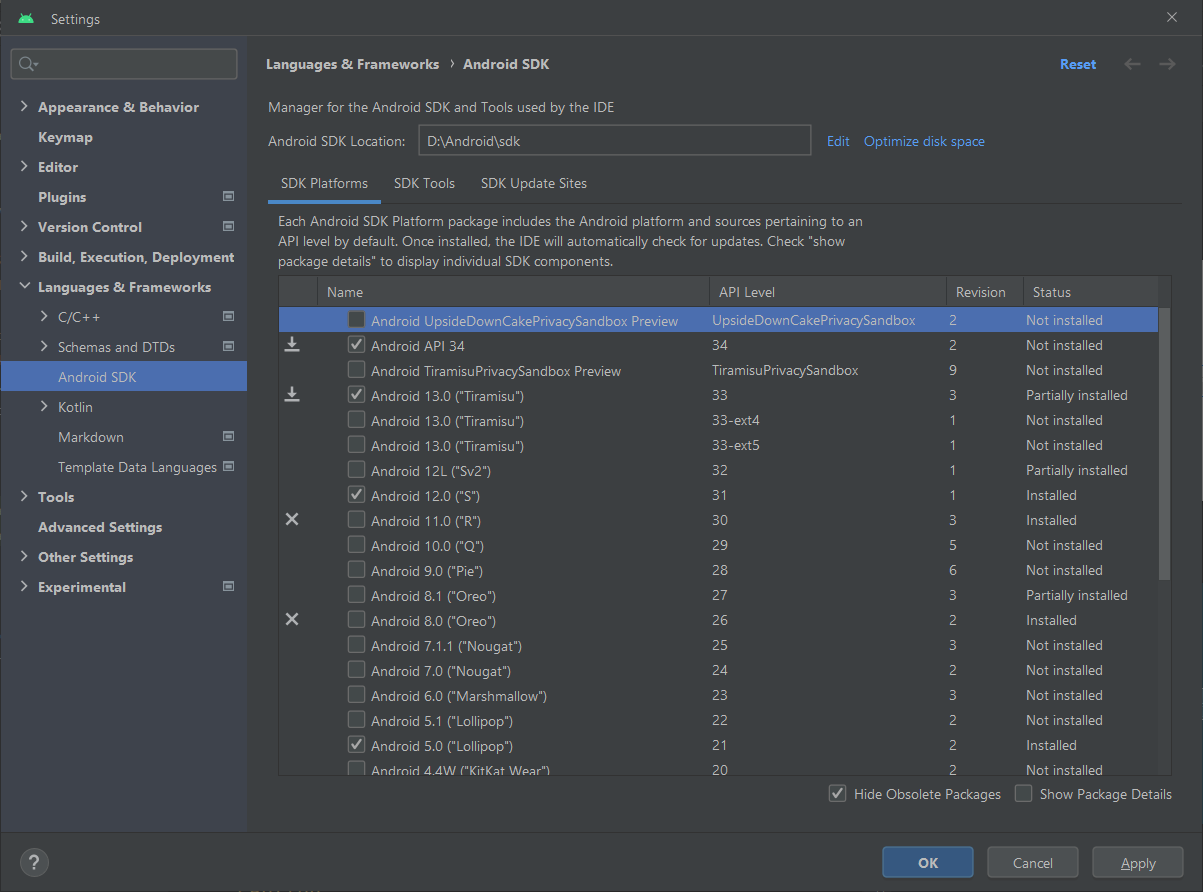 Settings
Languages & Frameworks › Android SDK
Reset
Appearance & Behavior
Keymap
Editor
Plugins
Version Control
Build, Execution, Deployment
Languages & Frameworks
C/C++
Schemas and DTDs
Android SDK
Kotlin
Markdown
Template Data Languages
Tools
Advanced Settings
Other Settings
Experimental
Manager for the Android SDK and Tools used by the IDE
Android SDK Location: D:\Android\sdk Edit Optimize disk space
SDK Platforms SDK Tools SDK Update Sites
Each Android SDK Platform package includes the Android platform and sources pertaining to an
API level by default. Once installed, the IDE will automatically check for updates. Check "show
package details" to display individual SDK components.
Name API Level Revision Status
Android UpsideDownCakePrivacySandbox Preview UpsideDownCakePrivacySandbox 2 Not installed
Android API 34 34 2 Not installed
Android TiramisuPrivacySandbox Preview TiramisuPrivacySandbox 9 Not installed
Android 13.0 ("Tiramisu") 33 3 Partially installed
Android 13.0 ("Tiramisu") 33-ext4 1 Not installed
Android 13.0 ("Tiramisu") 33-ext5 1 Not installed
Android 12L ("Sv2") 32 1 Partially installed
Android 12.0 ("S") 31 1 Installed
Android 11.0 ("R") 30 3 Installed
Android 10.0 ("Q") 29 5 Not installed
Android 9.0 ("Pie") 28 6 Not installed
Android 8.1 ("Oreo") 27 3 Partially installed
Android 8.0 ("Oreo") 26 2 Installed
Android 7.1.1 ("Nougat") 25 3 Not installed
Android 7.0 ("Nougat") 24 2 Not installed
Android 6.0 ("Marshmallow") 23 3 Not installed
Android 5.1 ("Lollipop") 22 2 Not installed
Android 5.0 ("Lollipop") 21 2 Installed
Android 4.4W ("KitKat Wear") 20 2 Not installed
Hide Obsolete Packages Show Package Details
? OK Cancel Apply